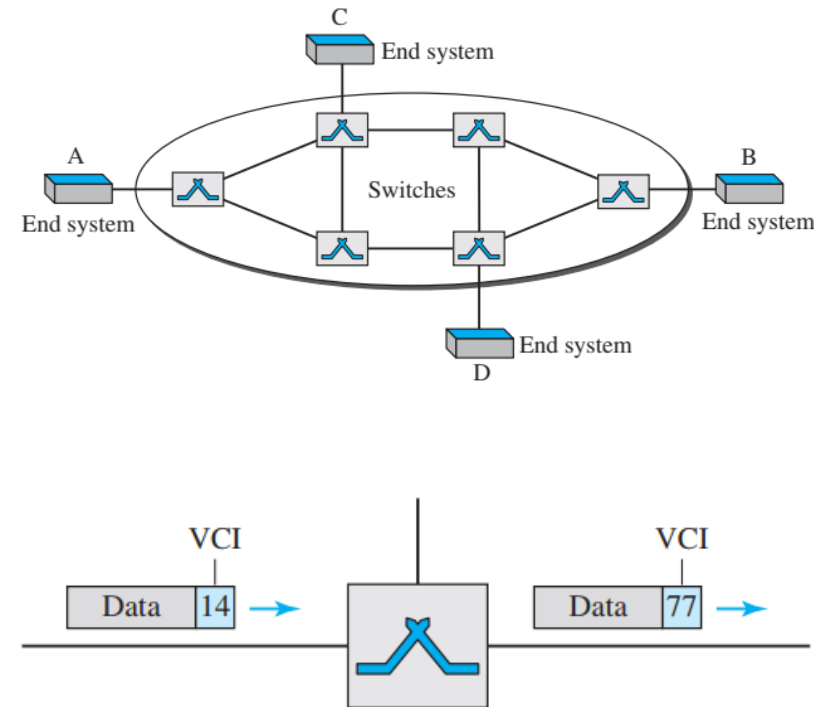 C
End system
A
B
Switches
End system
End system
End system
D
VCI
VCI
Data 14
Data 77